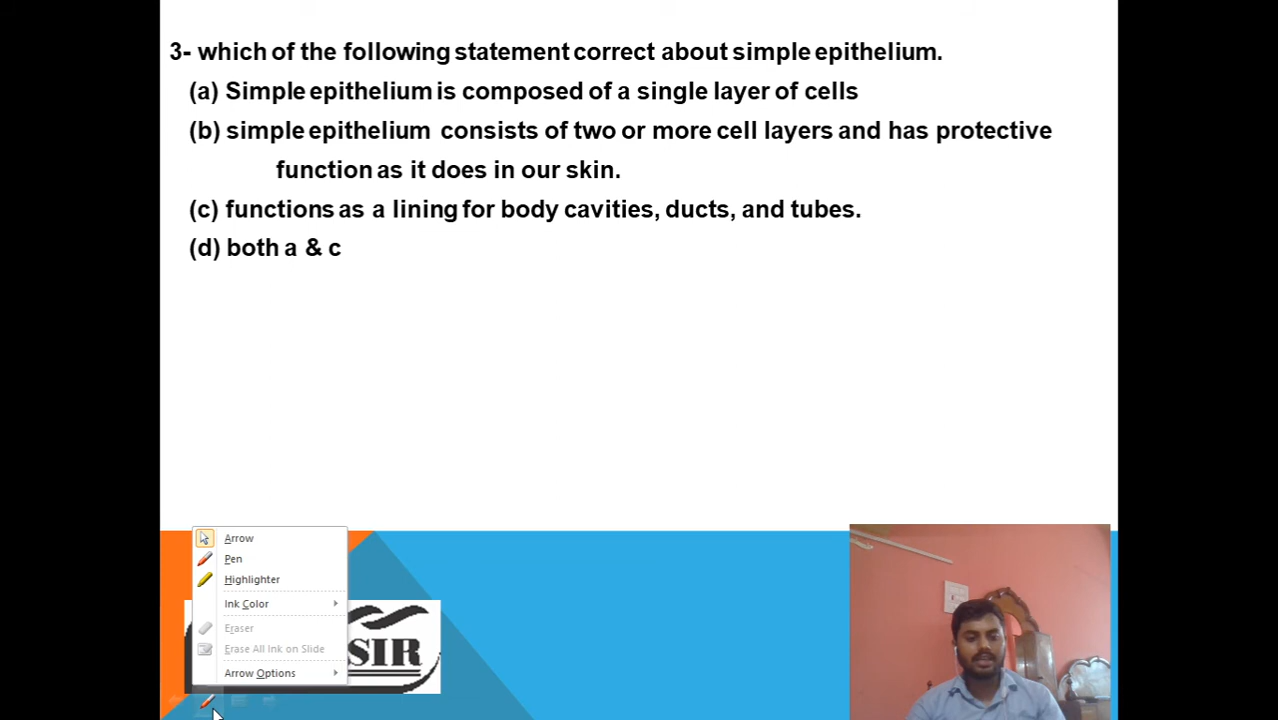 3- which of the following statement correct about simple epithelium.
(a) Simple epithelium is composed of a single layer of cells
(b) simple epithelium consists of two or more cell layers and has protective
function as it does in our skin.
(c) functions as a lining for body cavities, ducts, and tubes.
(d) both a & c
Arrow
Pen
Highlighter
Ink Color
Eraser
Erase All Ink on Slide
Arrow Options
SIR